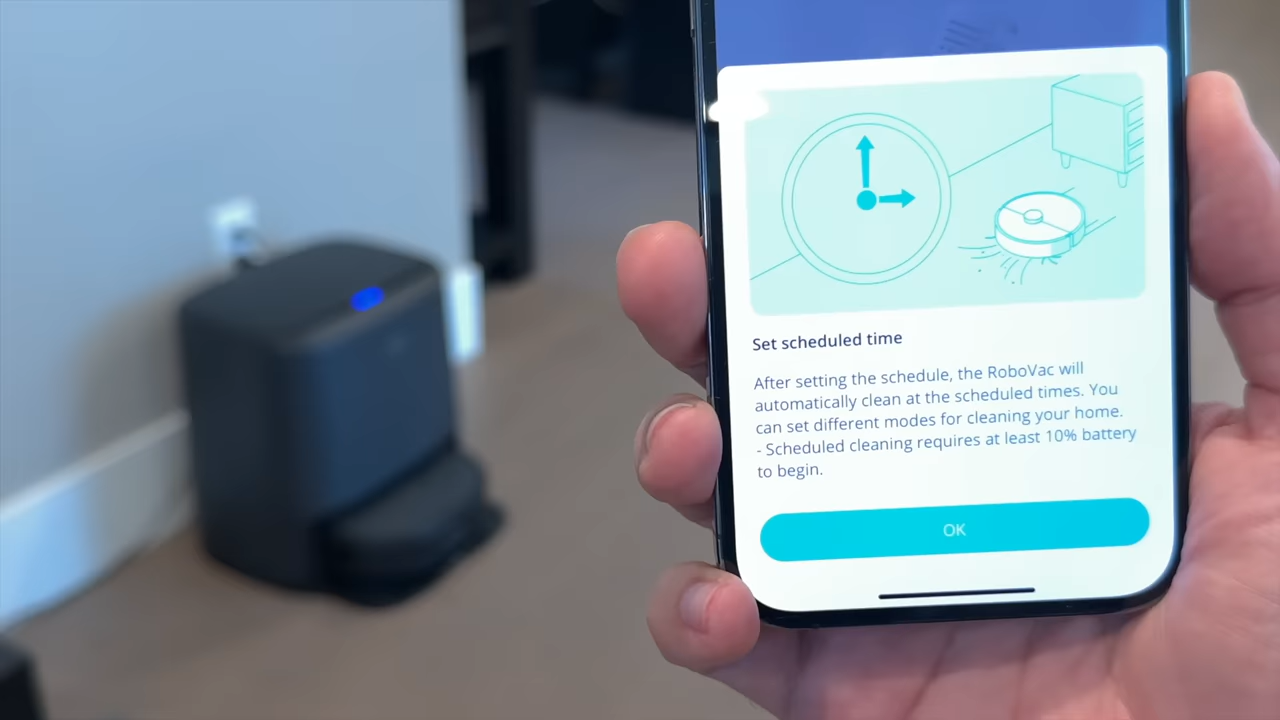 Set scheduled time
After setting the schedule, the RoboVac will
automatically clean at the scheduled times. You
can set different modes for cleaning your home.
- Scheduled cleaning requires at least 10% battery
to begin.
OK